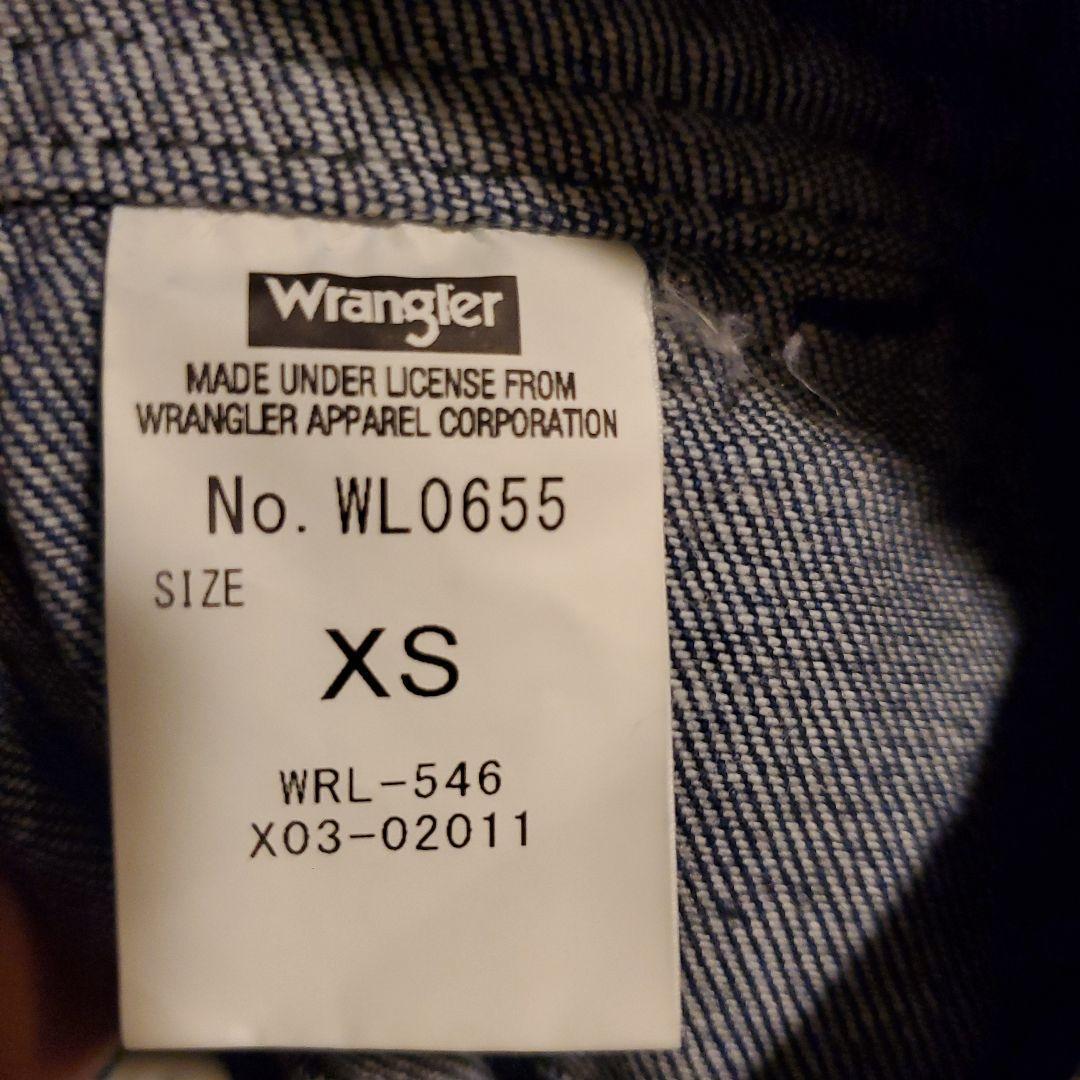 Wrangler
MADE UNDER LICENSE FROM
WRANGLER APPAREL CORPORATION
No. WL0655
SIZE
XS
WRL-546
X03-02011